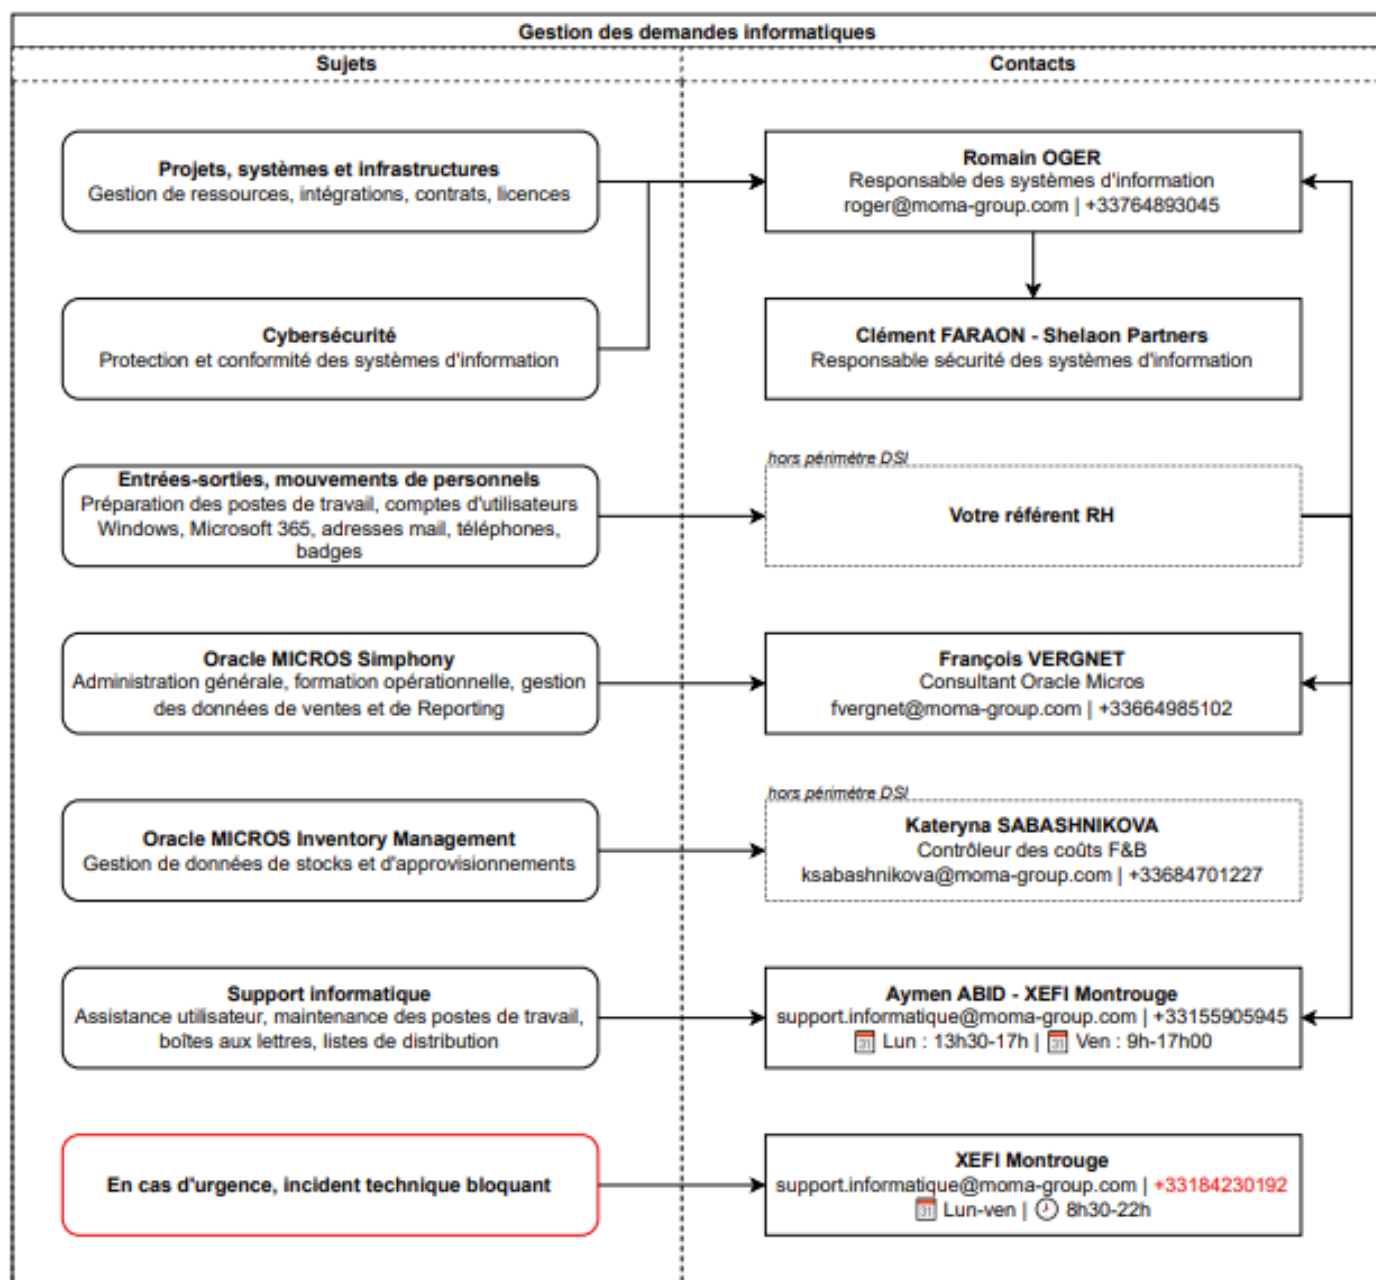 Gestion des demandes informatiques
Sujets
Contacts
Projets, systèmes et infrastructures
Gestion de ressources, intégrations, contrats, licences
Romain OGER
Responsable des systèmes d'information
roger@moma-group.com | +33764893045
Cybersécurité
Protection et conformité des systèmes d'information
Clément FARAON - Shelaon Partners
Responsable sécurité des systèmes d'information
Entrées-sorties, mouvements de personnels
Préparation des postes de travail, comptes d'utilisateurs
Windows, Microsoft 365, adresses mail, téléphones,
badges
hors périmètre DSI
Votre référent RH
Oracle MICROS Simphony
Administration générale, formation opérationnelle, gestion
des données de ventes et de Reporting
François VERGNET
Consultant Oracle Micros
fvergnet@moma-group.com | +33664985102
Oracle MICROS Inventory Management
Gestion de données de stocks et d'approvisionnements
hors périmètre DSI
Kateryna SABASHNIKOVA
Contrôleur des coûts F&B
ksabashnikova@moma-group.com | +33684701227
Support informatique
Assistance utilisateur, maintenance des postes de travail,
boîtes aux lettres, listes de distribution
Aymen ABID - XEFI Montrouge
support.informatique@moma-group.com | +33155905945
31 Lun : 13h30-17h | 31 Ven : 9h-17h00
En cas d'urgence, incident technique bloquant
XEFI Montrouge
support.informatique@moma-group.com | +33184230192
31 Lun-ven | 8h30-22h